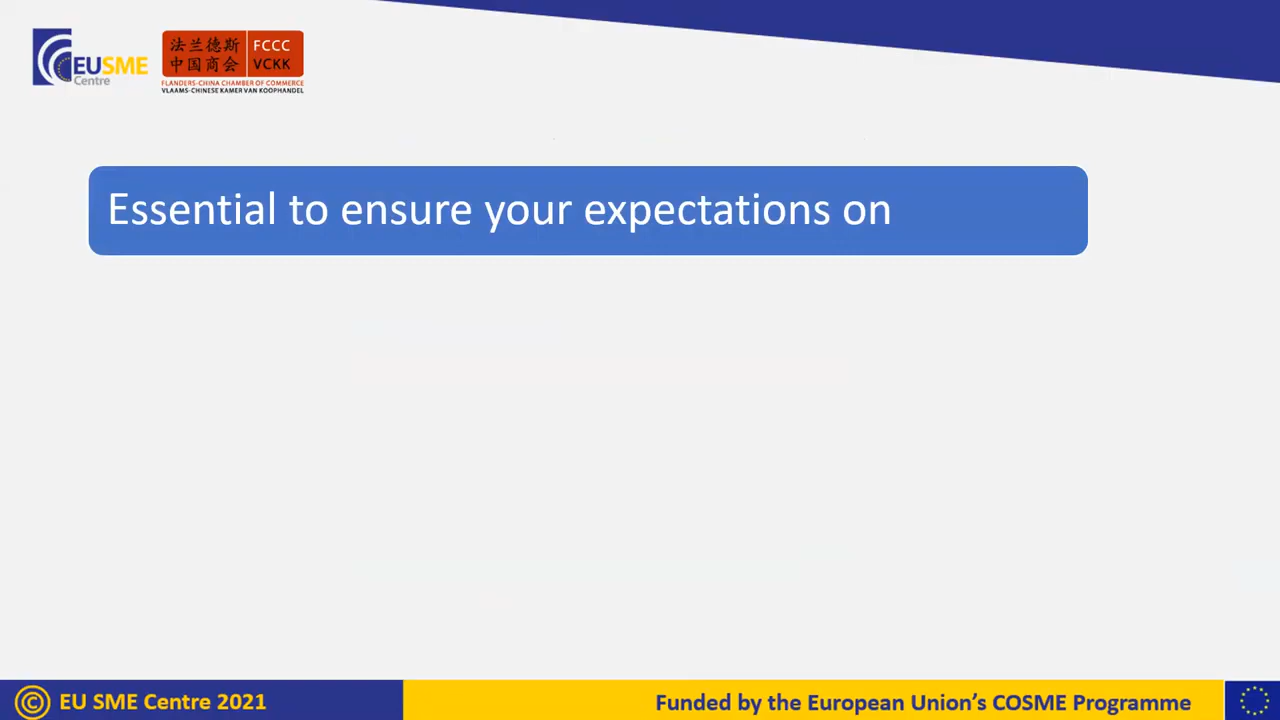 EUSME
Centre
法兰德斯
中国商会
FCCC
VCKK
FLANDERS-CHINA CHAMBER OF COMMERCE
VLAAMS-CHINESE KAMER VAN KOOPHANDEL
Essential to ensure your expectations on
© EU SME Centre 2021
Funded by the European Union's COSME Programme